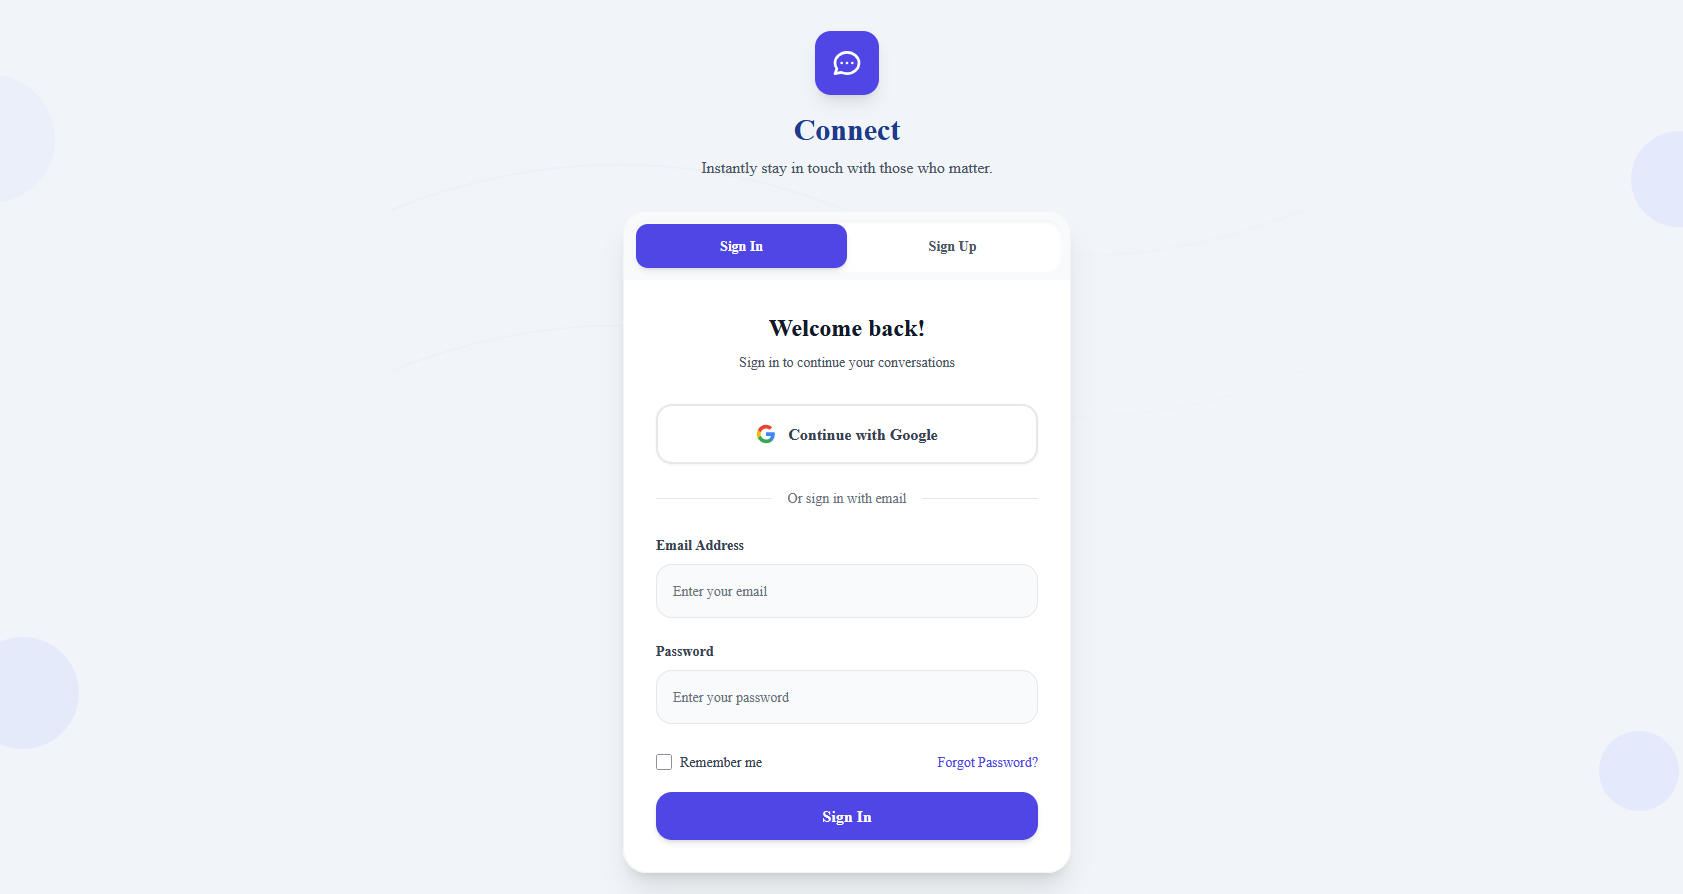 Connect
Instantly stay in touch with those who matter.
Sign In
Sign Up
Welcome back!
Sign in to continue your conversations
Continue with Google
Or sign in with email
Email Address
Enter your email
Password
Enter your password
Remember me
Forgot Password?
Sign In